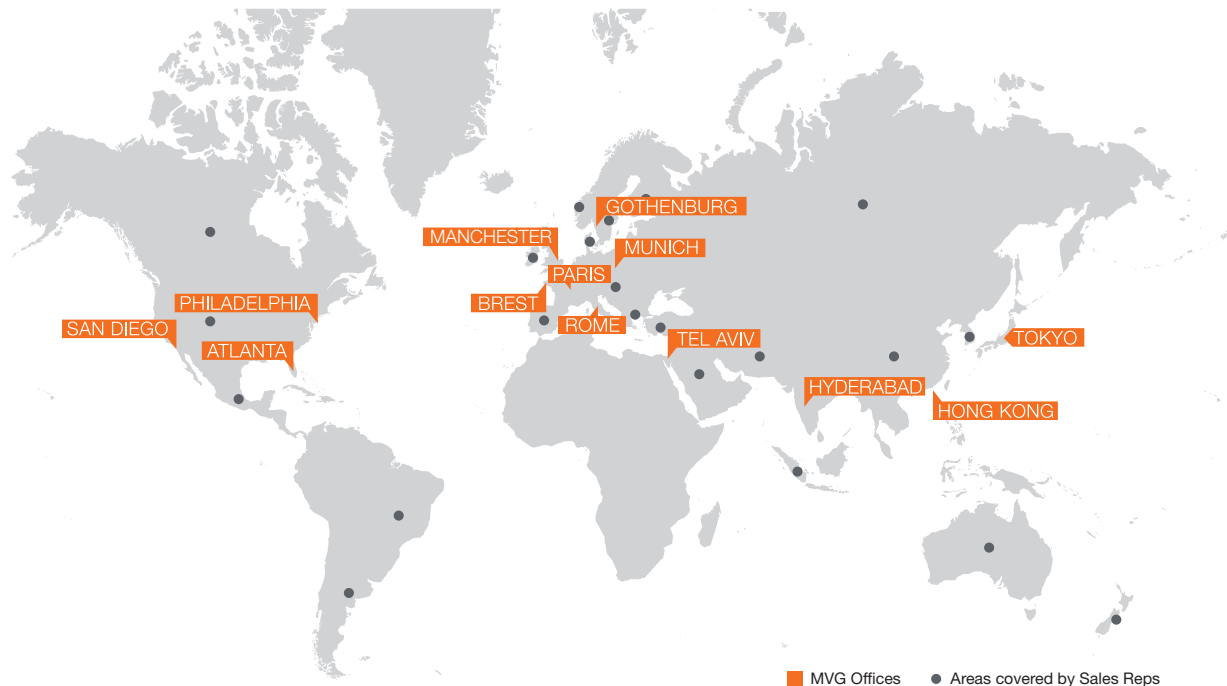 GOTHENBURG
MANCHESTER
MUNICH
PARIS
PHILADELPHIA
BREST
SAN DIEGO
ROME
TEL AVIV
TOKYO
ATLANTA
HYDERABAD
HONG KONG
MVG Offices
Areas covered by Sales Reps